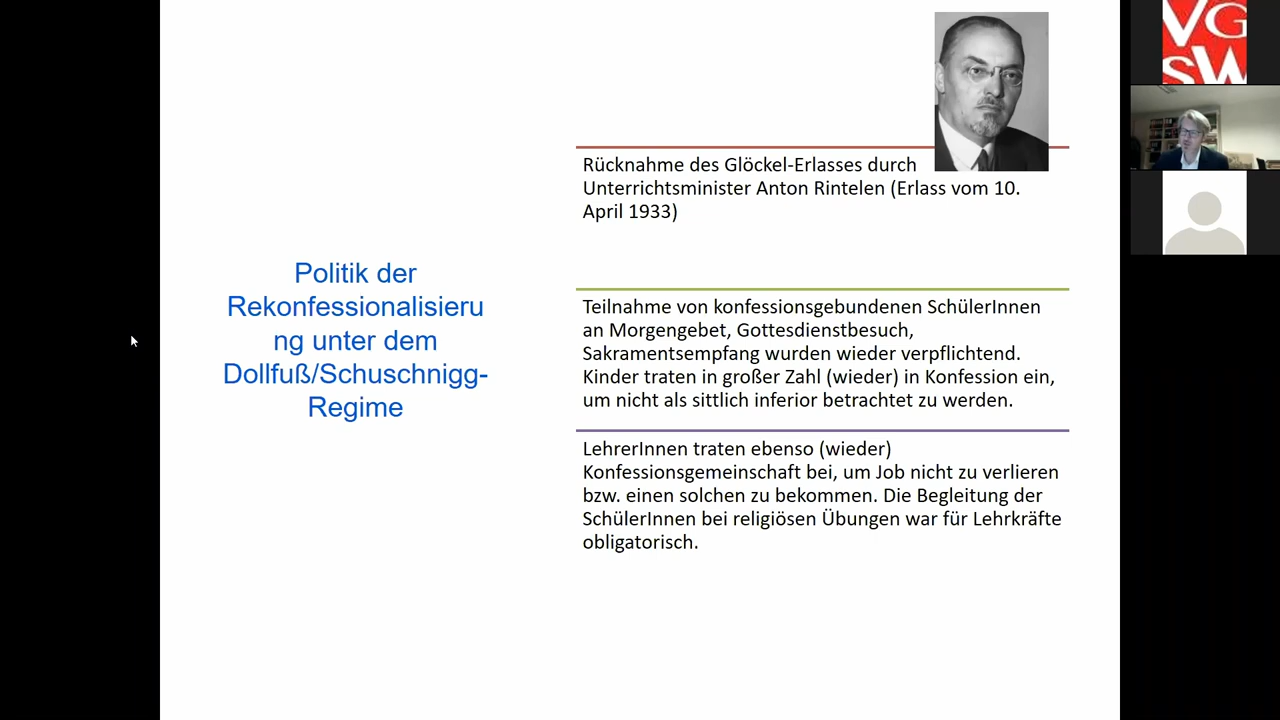 Politik der
Rekonfessionalisieru
ng unter dem
Dollfuß/Schuschnigg-
Regime
Rücknahme des Glöckel-Erlasses durch
Unterrichtsminister Anton Rintelen (Erlass vom 10.
April 1933)
Teilnahme von konfessionsgebundenen SchülerInnen
an Morgengebet, Gottesdienstbesuch,
Sakramentsempfang wurden wieder verpflichtend.
Kinder traten in großer Zahl (wieder) in Konfession ein,
um nicht als sittlich inferior betrachtet zu werden.
LehrerInnen traten ebenso (wieder)
Konfessionsgemeinschaft bei, um Job nicht zu verlieren
bzw. einen solchen zu bekommen. Die Begleitung der
SchülerInnen bei religiösen Übungen war für Lehrkräfte
obligatorisch.
VG
SW